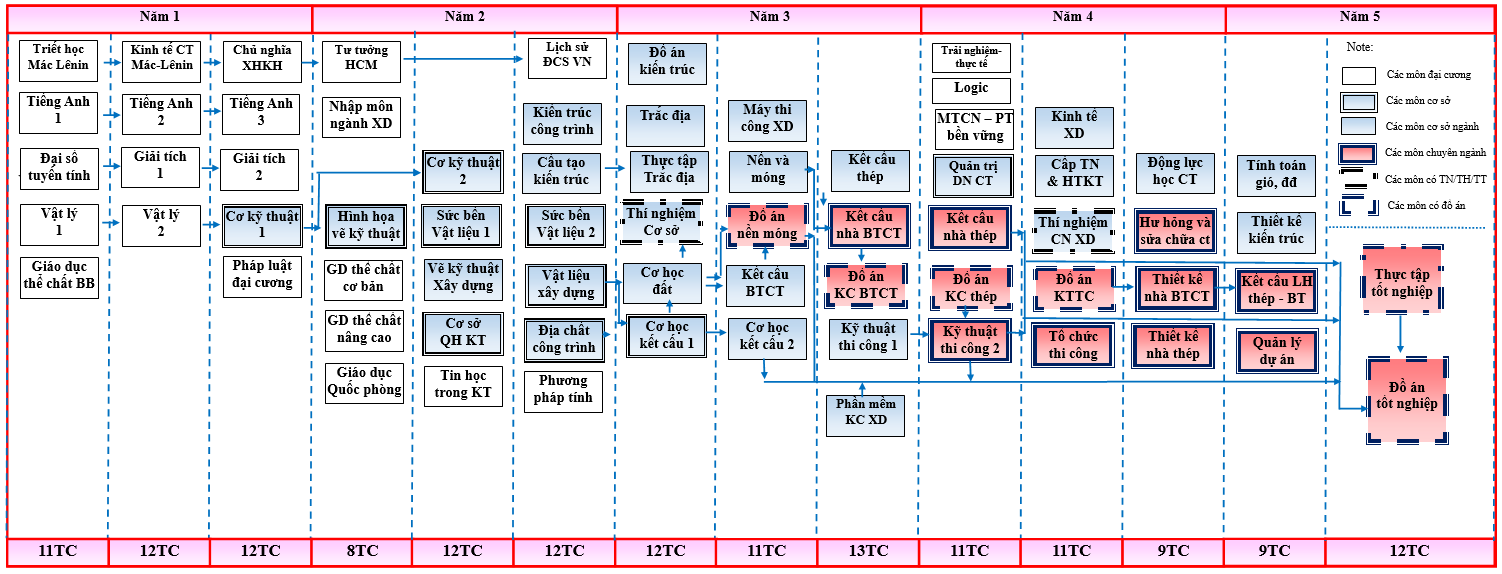 Năm 1
Năm 2
Năm 3
Năm 4
Năm 5
Triết học
Mác Lênin
Tiếng Anh
1
Đại số
tuyến tính
Vật lý
1
Giáo dục
thể chất BB
Kinh tế CT
Mác-Lênin
Tiếng Anh
2
Giải tích
1
Vật lý
2
Chủ nghĩa
XHKH
Tiếng Anh
3
Giải tích
2
Cơ kỹ thuật
1
Pháp luật
đại cương
Tư tưởng
HCM
Nhập môn
ngành XD
Hình họa
vẽ kỹ thuật
GD thể chất
cơ bản
GD thể chất
nâng cao
Giáo dục
Quốc phòng
Cơ kỹ thuật
2
Sức bền
Vật liệu 1
Vẽ kỹ thuật
Xây dựng
Cơ sở
QH KT
Tin học
trong KT
Lịch sử
ĐCS VN
Kiến trúc
công trình
Cấu tạo
kiến trúc
Sức bền
Vật liệu 2
Vật liệu
xây dựng
Địa chất
công trình
Phương
pháp tính
Đồ án
kiến trúc
Trắc địa
Thực tập
Trắc địa
Thí nghiệm
Cơ sở
Cơ học
đất
Cơ học
kết cấu 1
Máy thi
công XD
Nền và
móng
Đồ án
nền móng
Kết cấu
BTCT
Cơ học
kết cấu 2
Kết cấu
thép
Kết cấu
nhà BTCT
Đồ án
KC BTCT
Kỹ thuật
thi công 1
Phần mềm
KC XD
Trải nghiệm-
thực tế
Logic
MTCN – PT
bền vững
Quản trị
DN CT
Kết cấu
nhà thép
Đồ án
KC thép
Kỹ thuật
thi công 2
Kinh tế
XD
Cấp TN
& HTKT
Thí nghiệm
CN XD
Đồ án
KTTC
Tổ chức
thi công
Động lực
học CT
Hư hỏng và
sửa chữa ct
Thiết kế
nhà BTCT
Thiết kế
nhà thép
Tính toán
gió, đđ
Thiết kế
kiến trúc
Kết cấu LH
thép - BT
Quản lý
dự án
Note:
Các môn đại cương
Các môn cơ sở
Các môn cơ sở ngành
Các môn chuyên ngành
Các môn có TN/TH/TT
Các môn có đồ án
Thực tập
tốt nghiệp
Đồ án
tốt nghiệp
11TC
12TC
12TC
8TC
12TC
12TC
12TC
11TC
13TC
11TC
11TC
9TC
9TC
12TC